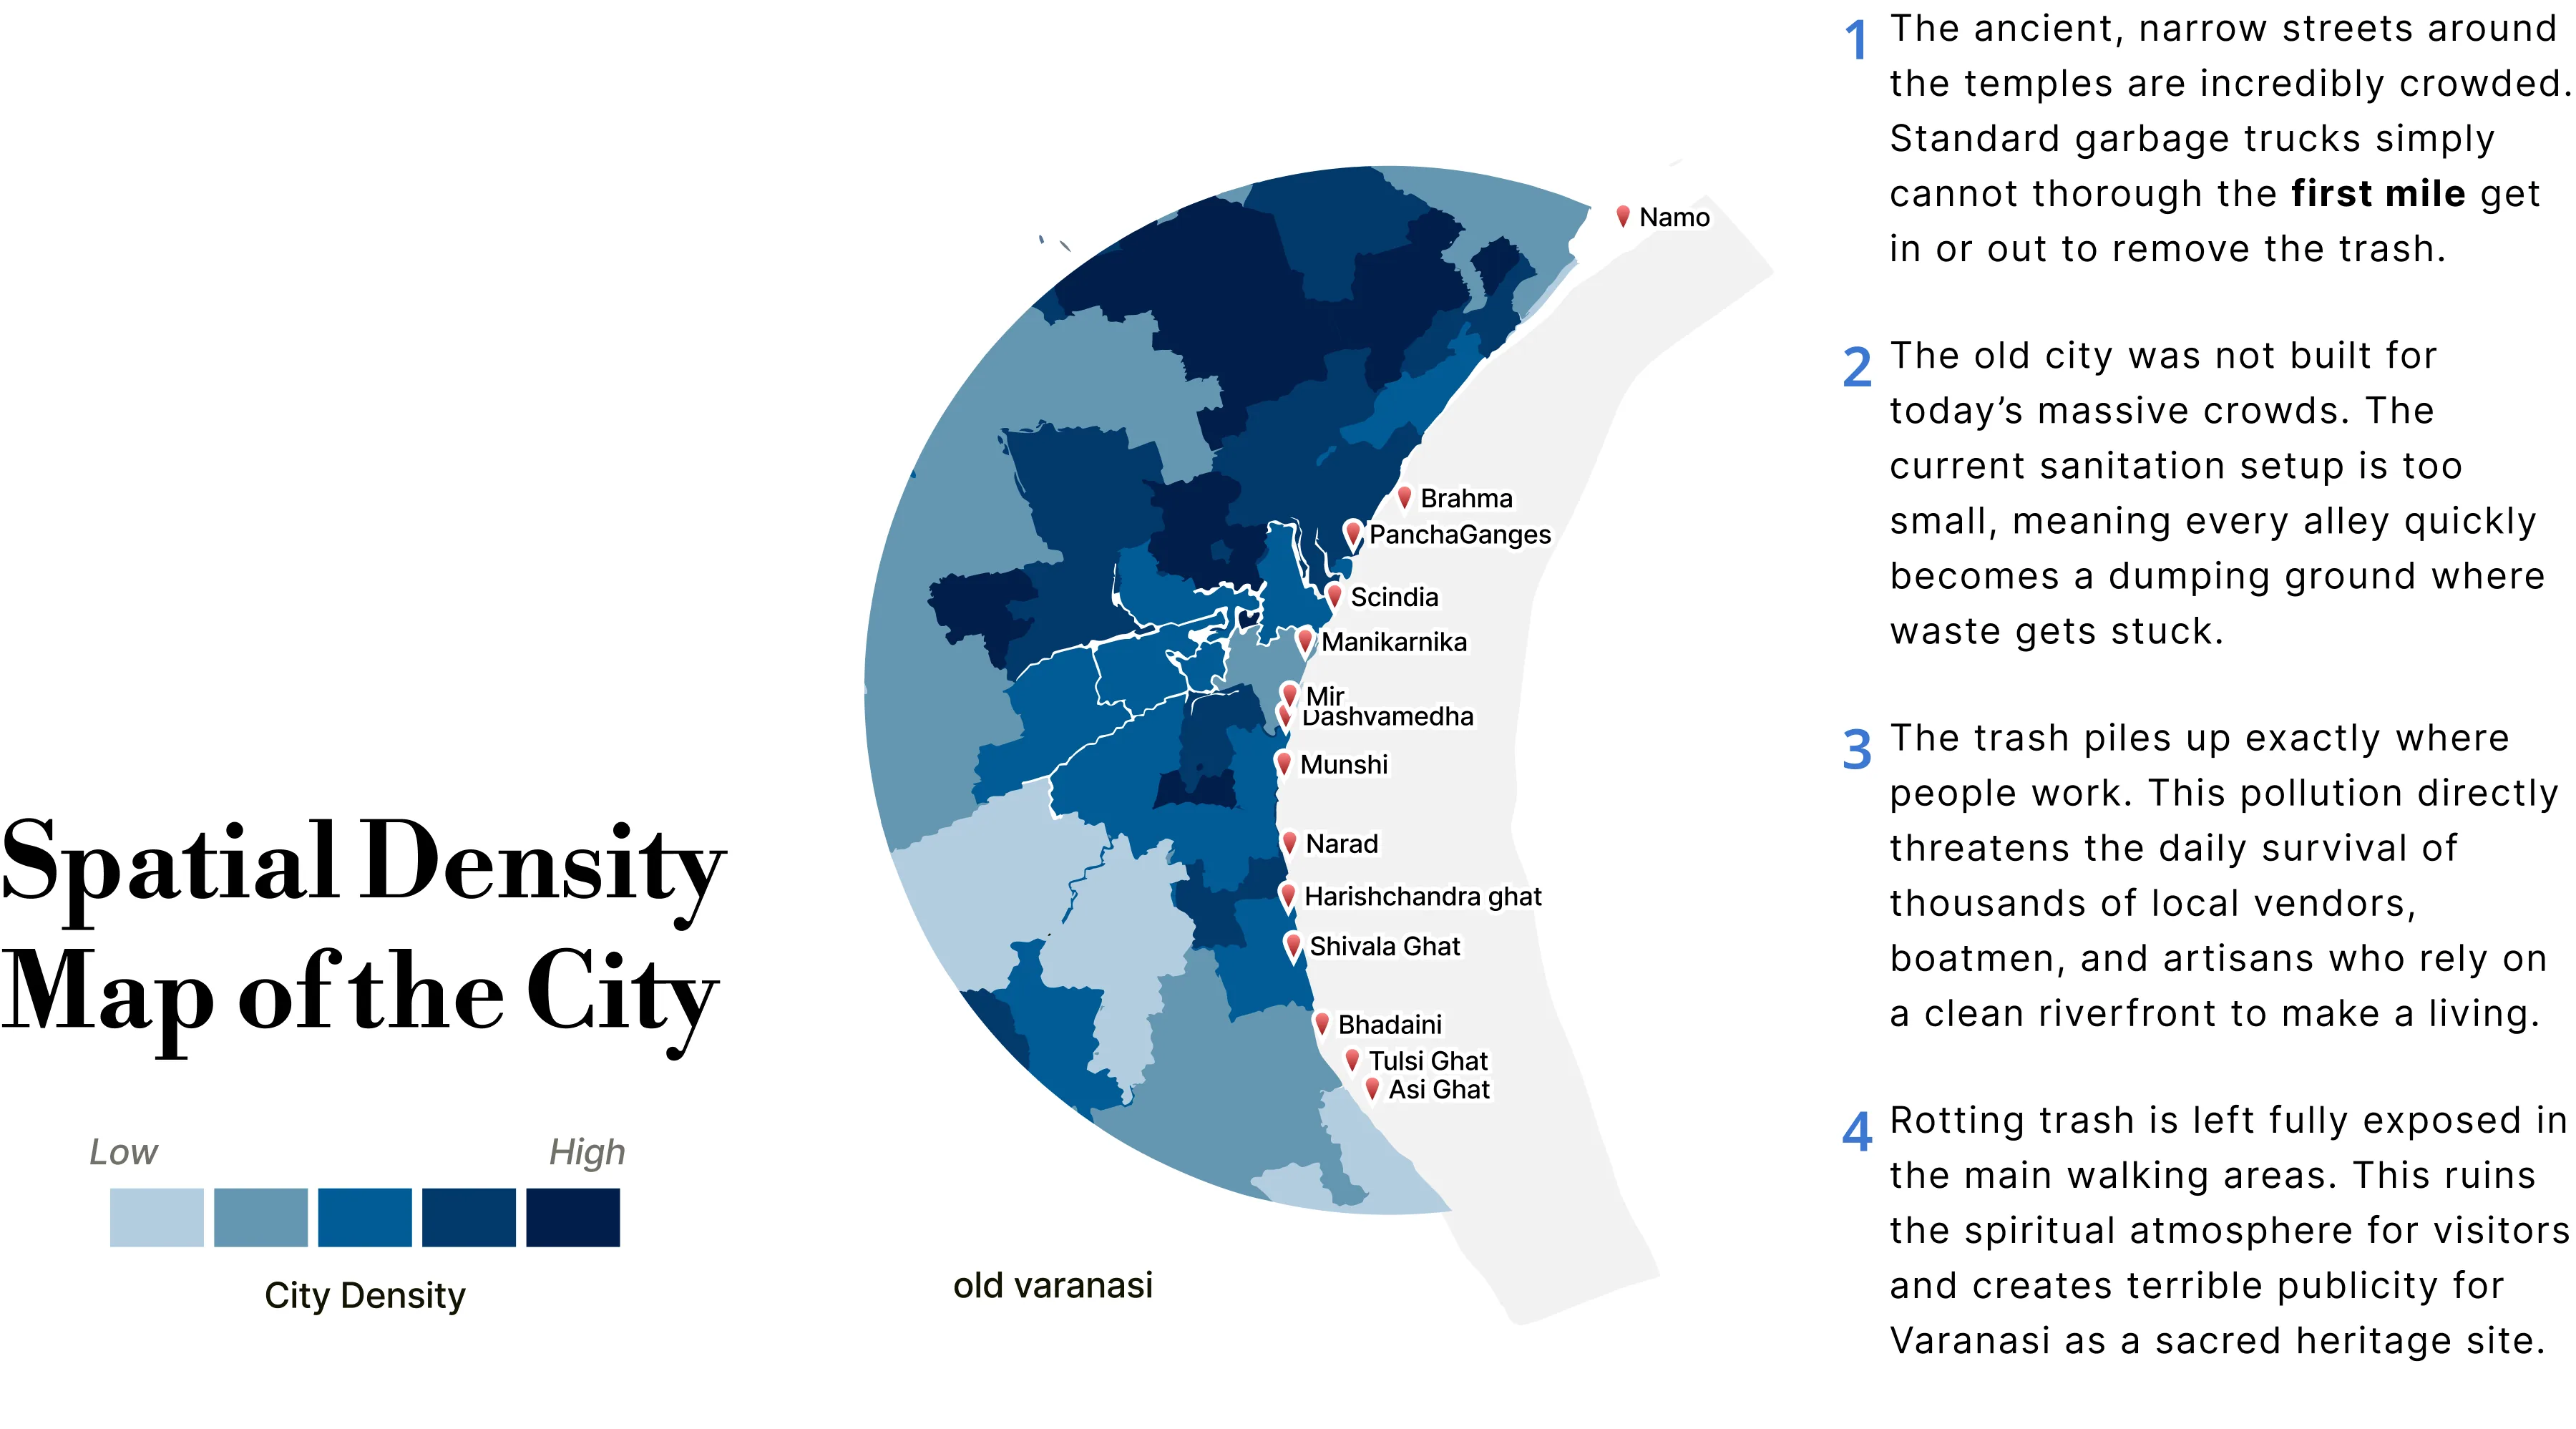 Spatial Density
Map of the City
Low
High
City Density
Namo
Brahma
PanchaGanges
Scindia
Manikarnika
Mir
Dashvamedha
Munshi
Narad
Harishchandra ghat
Shivala Ghat
Bhadaini
Tulsi Ghat
Asi Ghat
old varanasi
1 The ancient, narrow streets around
the temples are incredibly crowded.
Standard garbage trucks simply
cannot thorough the first mile get
in or out to remove the trash.
2 The old city was not built for
today’s massive crowds. The
current sanitation setup is too
small, meaning every alley quickly
becomes a dumping ground where
waste gets stuck.
3 The trash piles up exactly where
people work. This pollution directly
threatens the daily survival of
thousands of local vendors,
boatmen, and artisans who rely on
a clean riverfront to make a living.
4 Rotting trash is left fully exposed in
the main walking areas. This ruins
the spiritual atmosphere for visitors
and creates terrible publicity for
Varanasi as a sacred heritage site.